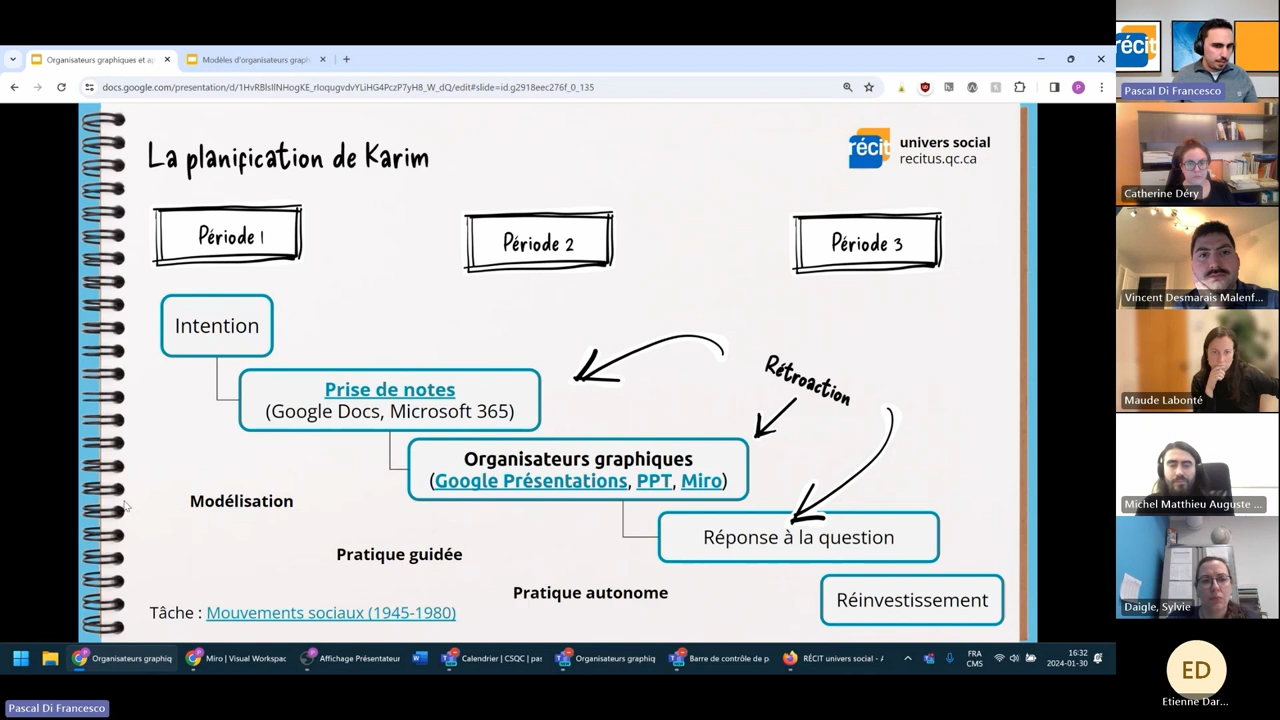 Organisateurs graphiques et ap
Modèles d'organisateurs graph
docs.google.com/presentation/d/1HvRBlsIlNHogKE_rIoqugvdvYLiHG4PczP7yH8_W_dQ/edit#slide=id.g2918eec276f_0_135
La planification de Karim
récit
univers social
recitus.qc.ca
Période 1
Période 2
Période 3
Intention
Prise de notes
(Google Docs, Microsoft 365)
Rétroaction
Organisateurs graphiques
(Google Présentations, PPT, Miro)
Modélisation
Réponse à la question
Pratique guidée
Pratique autonome
Réinvestissement
Tâche : Mouvements sociaux (1945-1980)
Organisateurs graphiq
Miro | Visual Workspac
Affichage Présentateur
Calendrier | CSQC | pas
Organisateurs graphiq
Barre de contrôle de p
RÉCIT univers social - A
FRA
CMS
16:32
2024-01-30
Pascal Di Francesco
récit
Pascal Di Francesco
Catherine Déry
Vincent Desmarais Malenf...
Maude Labonté
Michel Matthieu Auguste ...
Daigle, Sylvie
ED
Etienne Dar...